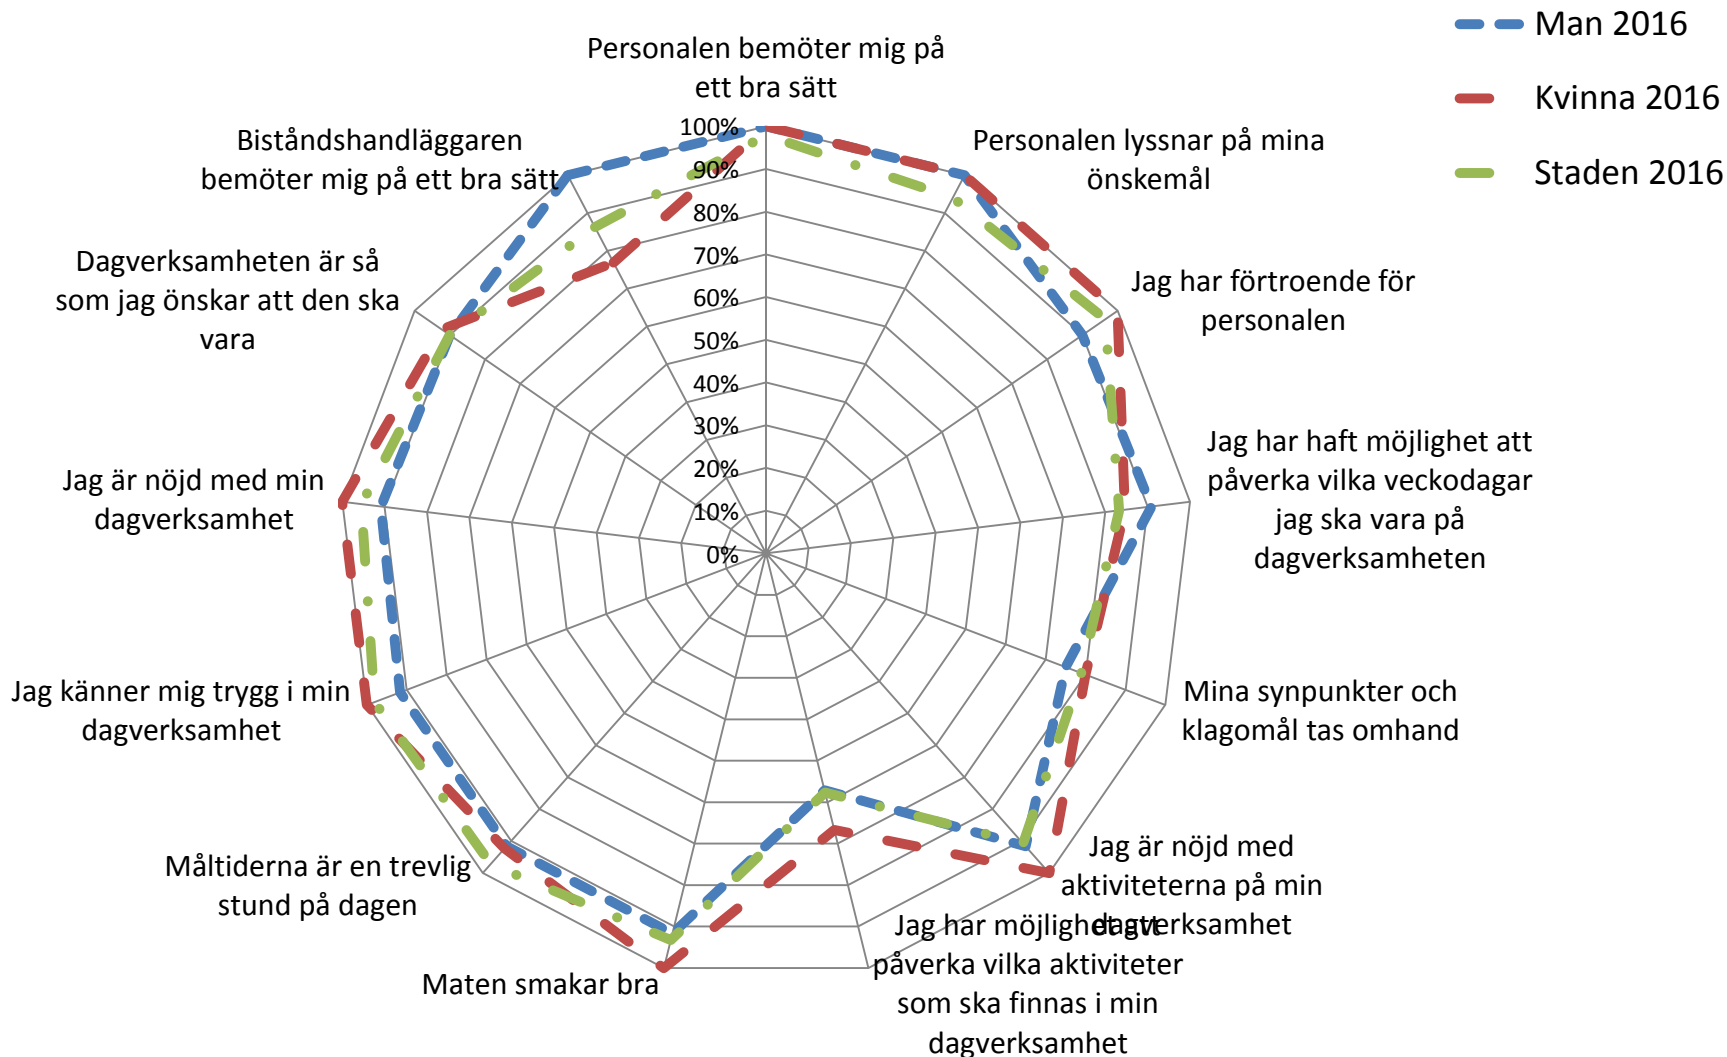 Man 2016
Kvinna 2016
Staden 2016
Personalen bemöter mig på
ett bra sätt
Personalen lyssnar på mina
önskemål
Jag har förtroende för
personalen
Jag har haft möjlighet att
påverka vilka veckodagar
jag ska vara på
dagverksamheten
Mina synpunkter och
klagomål tas omhand
Jag är nöjd med
aktiviteterna på min
dagverksamhet
Jag har möjlighet att
påverka vilka aktiviteter
som ska finnas i min
dagverksamhet
Maten smakar bra
Måltiderna är en trevlig
stund på dagen
Jag känner mig trygg i min
dagverksamhet
Jag är nöjd med min
dagverksamhet
Dagverksamheten är så
som jag önskar att den ska
vara
Biståndshandläggaren
bemöter mig på ett bra sätt
100%
90%
80%
70%
60%
50%
40%
30%
20%
10%
0%